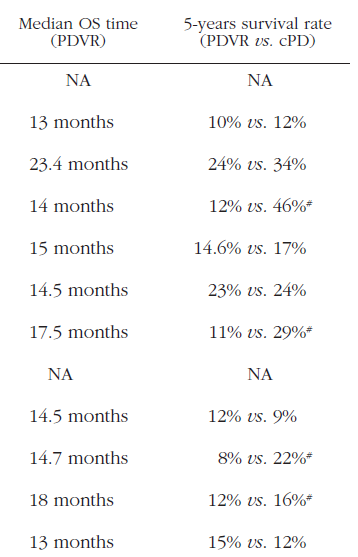 Median OS time 5-years survival rate
(PDVR) (PDVR vs. cPD)
NA NA
13 months 10% vs. 12%
23.4 months 24% vs. 34%
14 months 12% vs. 46%#
15 months 14.6% vs. 17%
14.5 months 23% vs. 24%
17.5 months 11% vs. 29%#
NA NA
14.5 months 12% vs. 9%
14.7 months 8% vs. 22%#
18 months 12% vs. 16%#
13 months 15% vs. 12%